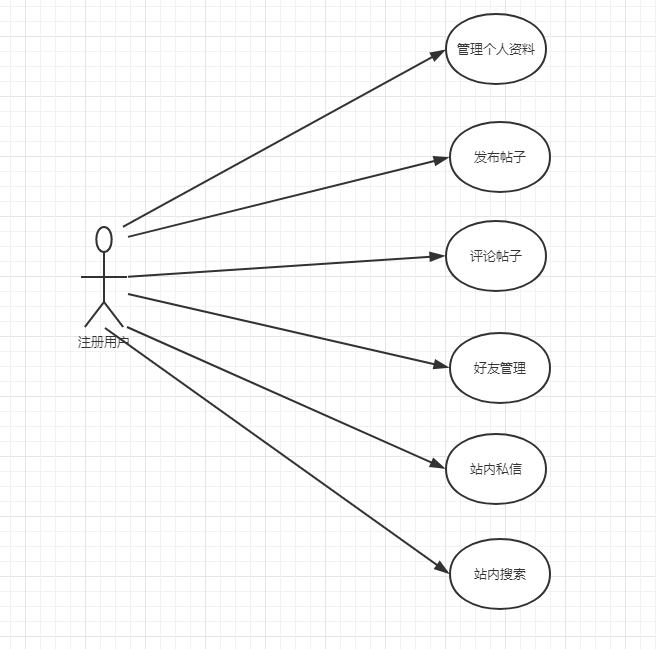 管理个人资料
发布帖子
评论帖子
注册用户
好友管理
站内私信
站内搜索